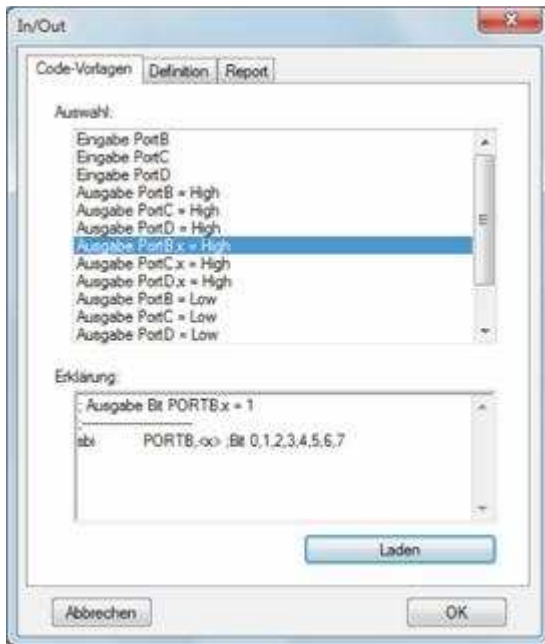 In/Out
Code-Vorlagen Definition Report
Auswahl:
Eingabe PortB
Eingabe PortC
Eingabe PortD
Ausgabe PortB = High
Ausgabe PortC = High
Ausgabe PortD = High
Ausgabe PortB.x = High
Ausgabe PortC.x = High
Ausgabe PortD.x = High
Ausgabe PortB = Low
Ausgabe PortC = Low
Ausgabe PortD = Low
Erklärung:
; Ausgabe Bit PORTB.x = 1
;--------------------
sbi PORTB,<x> ;Bit 0,1,2,3,4,5,6,7
Laden
Abbrechen OK